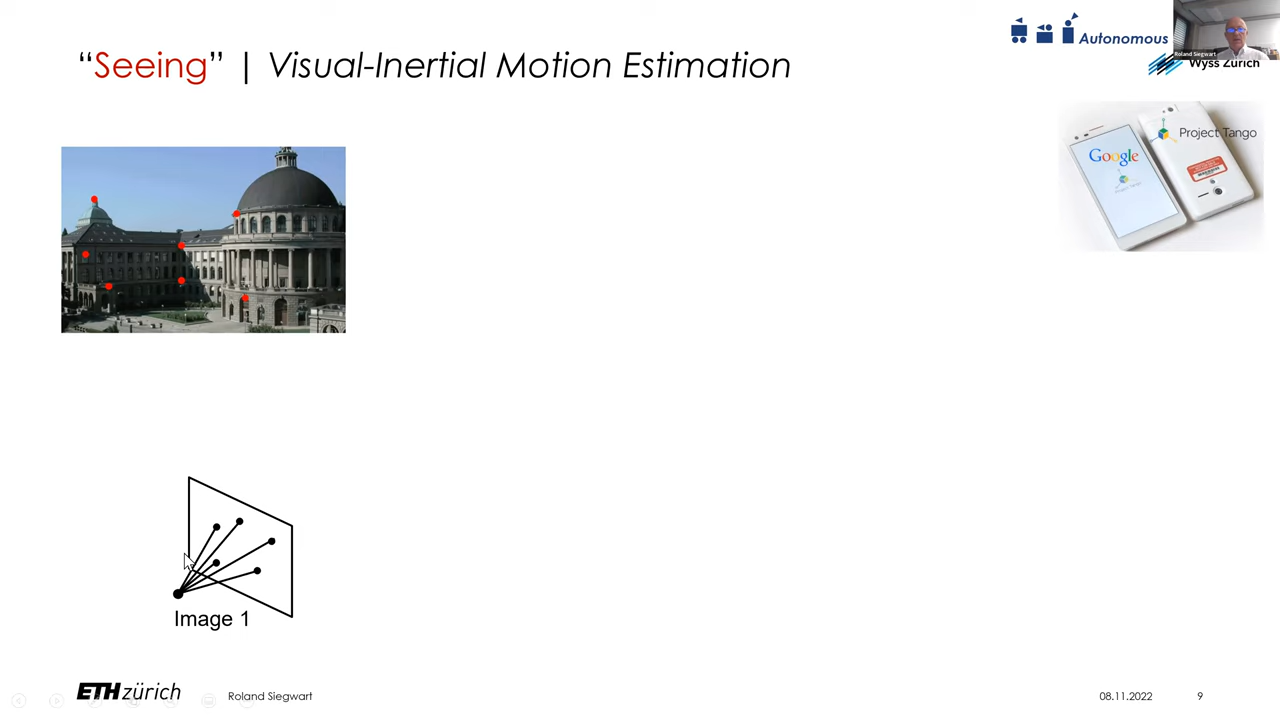 “Seeing” | Visual-Inertial Motion Estimation
Autonomous
Roland Siegwart
Wyss Zürich
Project Tango
Google
Image 1
ETH zürich
Roland Siegwart
08.11.2022
9